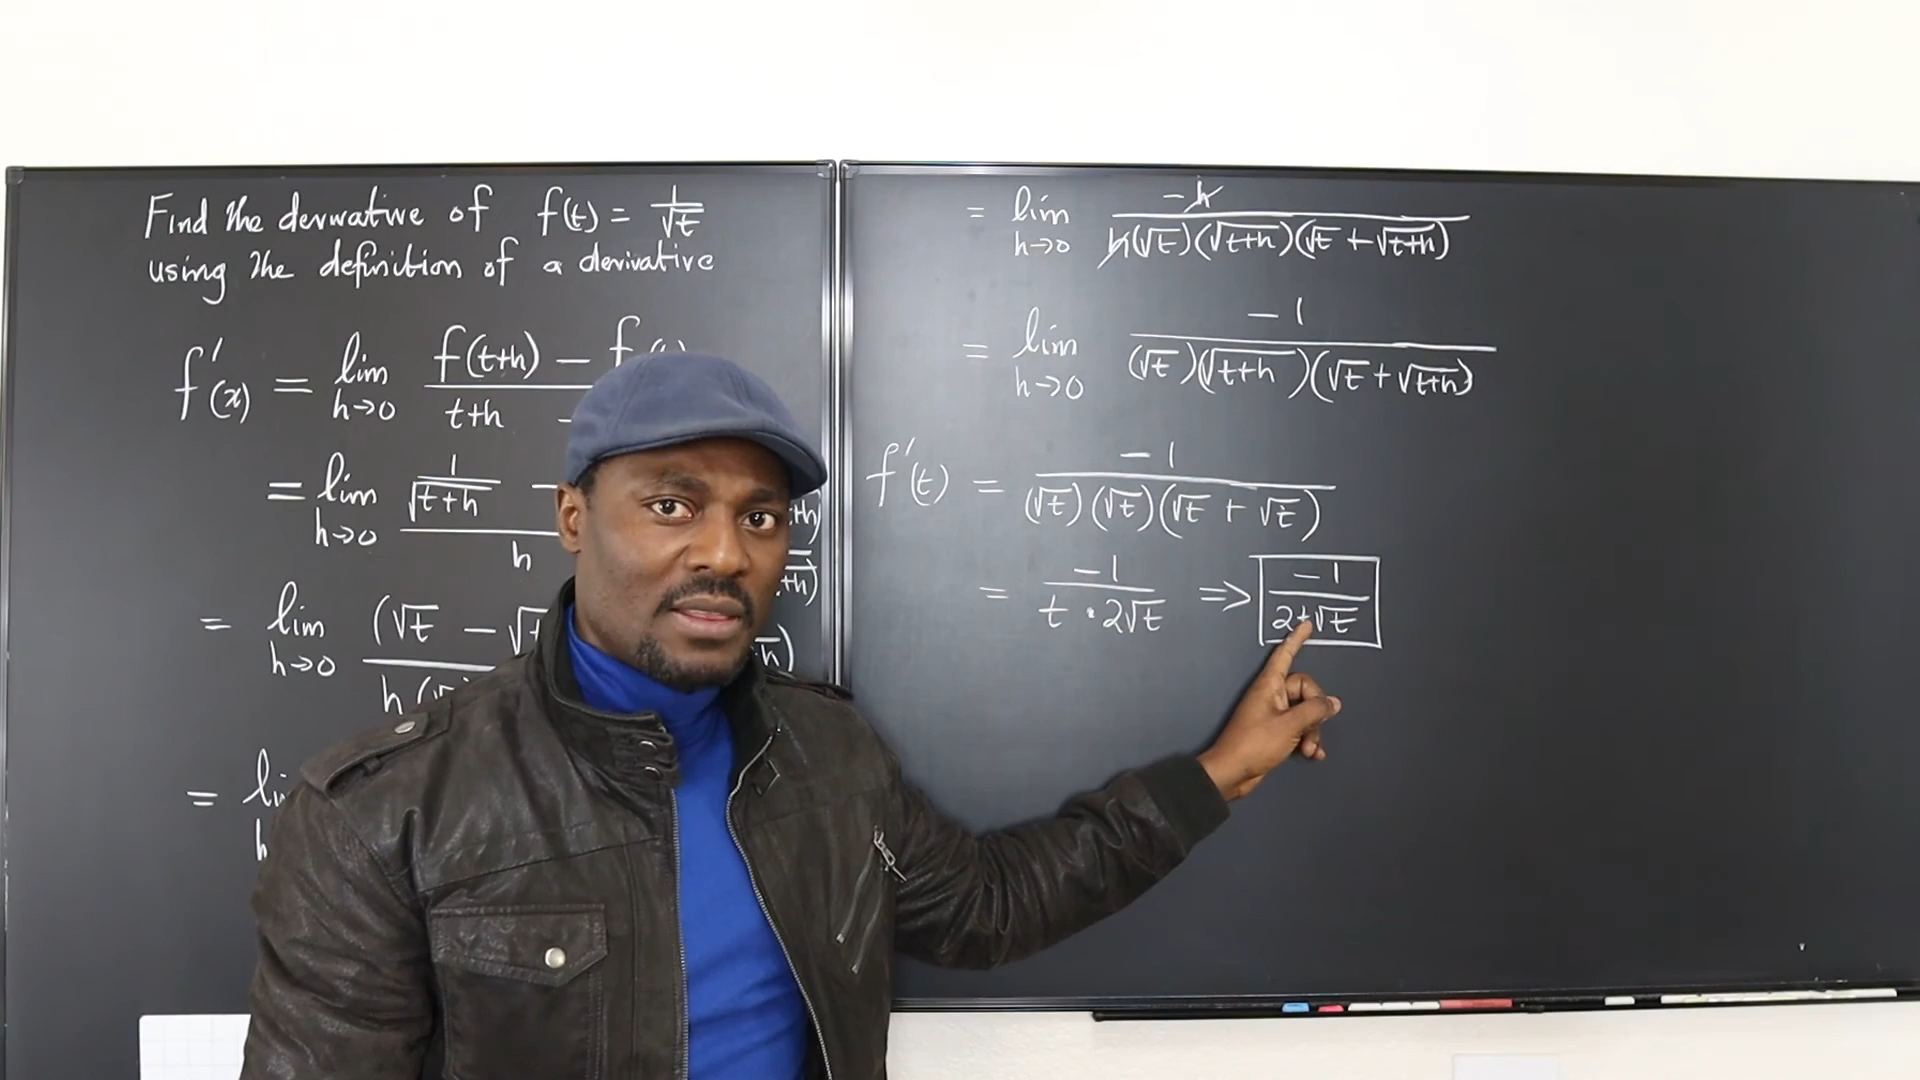 Find the derivative of f(t) = 1/√t
using the definition of a derivative
f'(x) = lim h→0 f(t+h) − f / t+h −
= lim h→0 1/√(t+h) − / h
= lim h→0 (√t − √t / h(√
= li h
t+h)
t+h)
h)
= lim h→0 −h / h(√t)(√(t+h))(√t + √(t+h))
= lim h→0 −1 / (√t)(√(t+h))(√t + √(t+h))
f'(t) = −1 / (√t)(√t)(√t + √t)
= −1 / t · 2√t ⇒ −1 / 2t√t